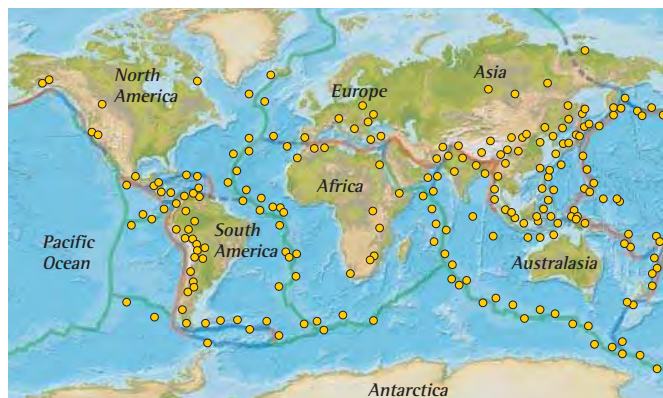 North
America
Europe
Asia
Africa
South
America
Pacific
Ocean
Australasia
Antarctica